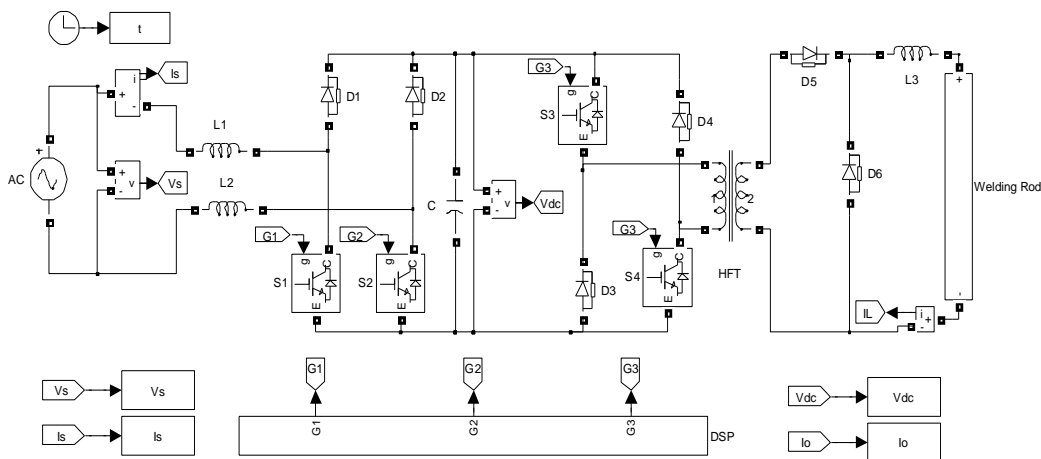 t
i
Is
+
-
L1
AC
+
+
-
v
Vs
L2
D1
D2
G1
G2
S1
g
C
E
S2
g
C
E
C
+
-
v
Vdc
G3
g
C
S3
E
D4
D3
G3
g
C
S4
E
1
2
HFT
D5
L3
D6
+
Welding Rod
-
IL
i
+
-
Vs
Vs
Is
Is
G1
G2
G3
G1
G2
G3
DSP
Vdc
Vdc
Io
Io